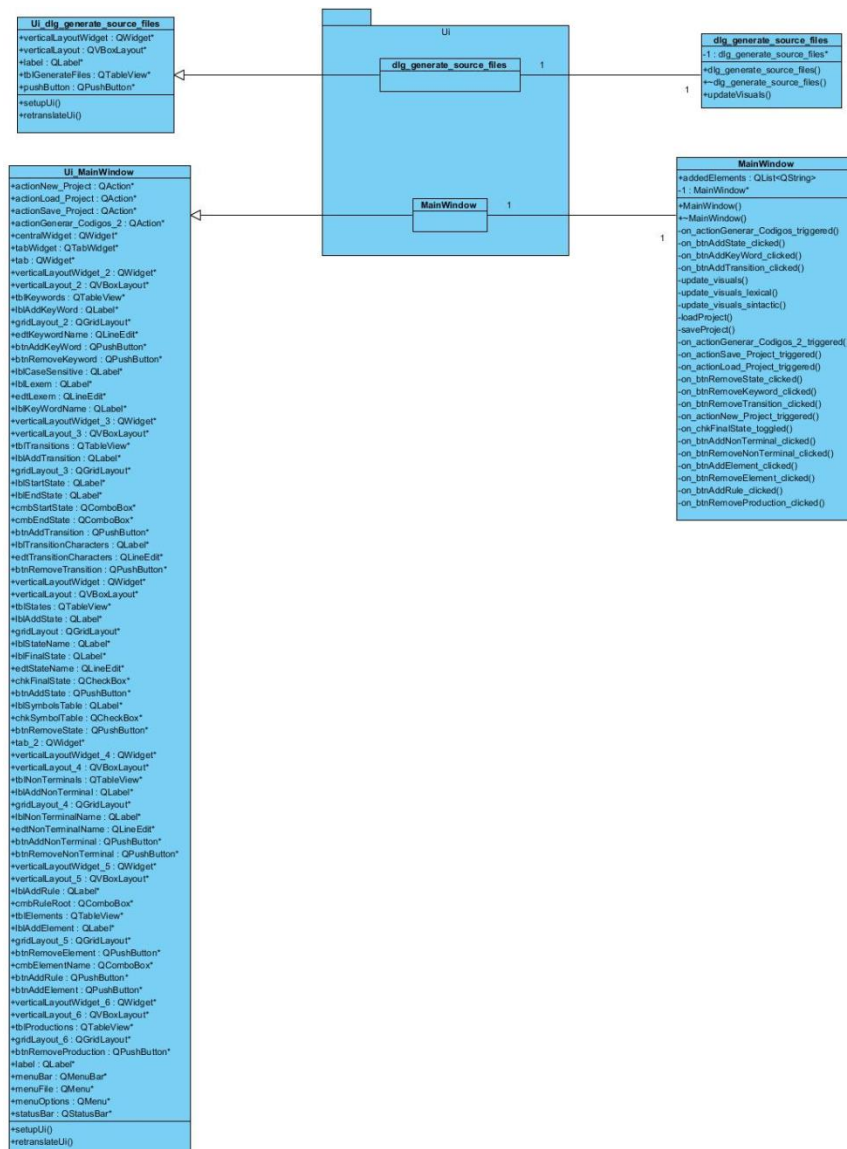 Ui_dlg_generate_source_files
+verticalLayoutWidget : QWidget*
+verticalLayout : QVBoxLayout*
+label : QLabel*
+tblGenerateFiles : QTableView*
+pushButton : QPushButton*
+setupUi()
+retranslateUi()
Ui
dlg_generate_source_files
1
1
dlg_generate_source_files
-1 : dlg_generate_source_files*
+dlg_generate_source_files()
+~dlg_generate_source_files()
+updateVisuals()
Ui_MainWindow
+actionNew_Project : QAction*
+actionLoad_Project : QAction*
+actionSave_Project : QAction*
+actionGenerar_Codigos_2 : QAction*
+centralWidget : QWidget*
+tabWidget : QTabWidget*
+tab : QWidget*
+verticalLayoutWidget_2 : QWidget*
+verticalLayout_2 : QVBoxLayout*
+tblKeywords : QTableView*
+lblAddKeyWord : QLabel*
+gridLayout_2 : QGridLayout*
+edtKeywordName : QLineEdit*
+btnAddKeyWord : QPushButton*
+btnRemoveKeyword : QPushButton*
+lblCaseSensitive : QLabel*
+lblLexem : QLabel*
+edtLexem : QLineEdit*
+lblKeyWordName : QLabel*
+verticalLayoutWidget_3 : QWidget*
+verticalLayout_3 : QVBoxLayout*
+tblTransitions : QTableView*
+lblAddTransition : QLabel*
+gridLayout_3 : QGridLayout*
+lblStartState : QLabel*
+lblEndState : QLabel*
+cmbStartState : QComboBox*
+cmbEndState : QComboBox*
+btnAddTransition : QPushButton*
+lblTransitionCharacters : QLabel*
+edtTransitionCharacters : QLineEdit*
+btnRemoveTransition : QPushButton*
+verticalLayoutWidget : QWidget*
+verticalLayout : QVBoxLayout*
+tblStates : QTableView*
+lblAddState : QLabel*
+gridLayout : QGridLayout*
+lblStateName : QLabel*
+lblFinalState : QLabel*
+edtStateName : QLineEdit*
+chkFinalState : QCheckBox*
+btnAddState : QPushButton*
+lblSymbolsTable : QLabel*
+chkSymbolTable : QCheckBox*
+btnRemoveState : QPushButton*
+tab_2 : QWidget*
+verticalLayoutWidget_4 : QWidget*
+verticalLayout_4 : QVBoxLayout*
+tblNonTerminals : QTableView*
+lblAddNonTerminal : QLabel*
+gridLayout_4 : QGridLayout*
+lblNonTerminalName : QLabel*
+edtNonTerminalName : QLineEdit*
+btnAddNonTerminal : QPushButton*
+btnRemoveNonTerminal : QPushButton*
+verticalLayoutWidget_5 : QWidget*
+verticalLayout_5 : QVBoxLayout*
+lblAddRule : QLabel*
+cmbRuleRoot : QComboBox*
+tblElements : QTableView*
+lblAddElement : QLabel*
+gridLayout_5 : QGridLayout*
+btnRemoveElement : QPushButton*
+cmbElementName : QComboBox*
+btnAddRule : QPushButton*
+btnAddElement : QPushButton*
+verticalLayoutWidget_6 : QWidget*
+verticalLayout_6 : QVBoxLayout*
+tblProductions : QTableView*
+gridLayout_6 : QGridLayout*
+btnRemoveProduction : QPushButton*
+label : QLabel*
+menuBar : QMenuBar*
+menuFile : QMenu*
+menuOptions : QMenu*
+statusBar : QStatusBar*
+setupUi()
+retranslateUi()
MainWindow
1
1
MainWindow
+addedElements : QList<QString>
-1 : MainWindow*
+MainWindow()
+~MainWindow()
-on_actionGenerar_Codigos_triggered()
-on_btnAddState_clicked()
-on_btnAddKeyWord_clicked()
-on_btnAddTransition_clicked()
-update_visuals()
-update_visuals_lexical()
-update_visuals_sintactic()
-loadProject()
-saveProject()
-on_actionGenerar_Codigos_2_triggered()
-on_actionSave_Project_triggered()
-on_actionLoad_Project_triggered()
-on_btnRemoveState_clicked()
-on_btnRemoveKeyword_clicked()
-on_btnRemoveTransition_clicked()
-on_actionNew_Project_triggered()
-on_chkFinalState_toggled()
-on_btnAddNonTerminal_clicked()
-on_btnRemoveNonTerminal_clicked()
-on_btnAddElement_clicked()
-on_btnRemoveElement_clicked()
-on_btnAddRule_clicked()
-on_btnRemoveProduction_clicked()